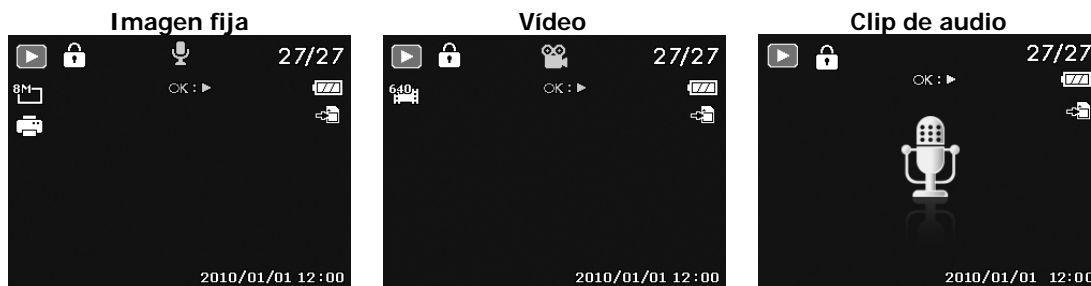 Imagen fija
27/27
8M
OK:
2010/01/01 12:00
Vídeo
27/27
640
OK:
2010/01/01 12:00
Clip de audio
27/27
OK:
2010/01/01 12:00